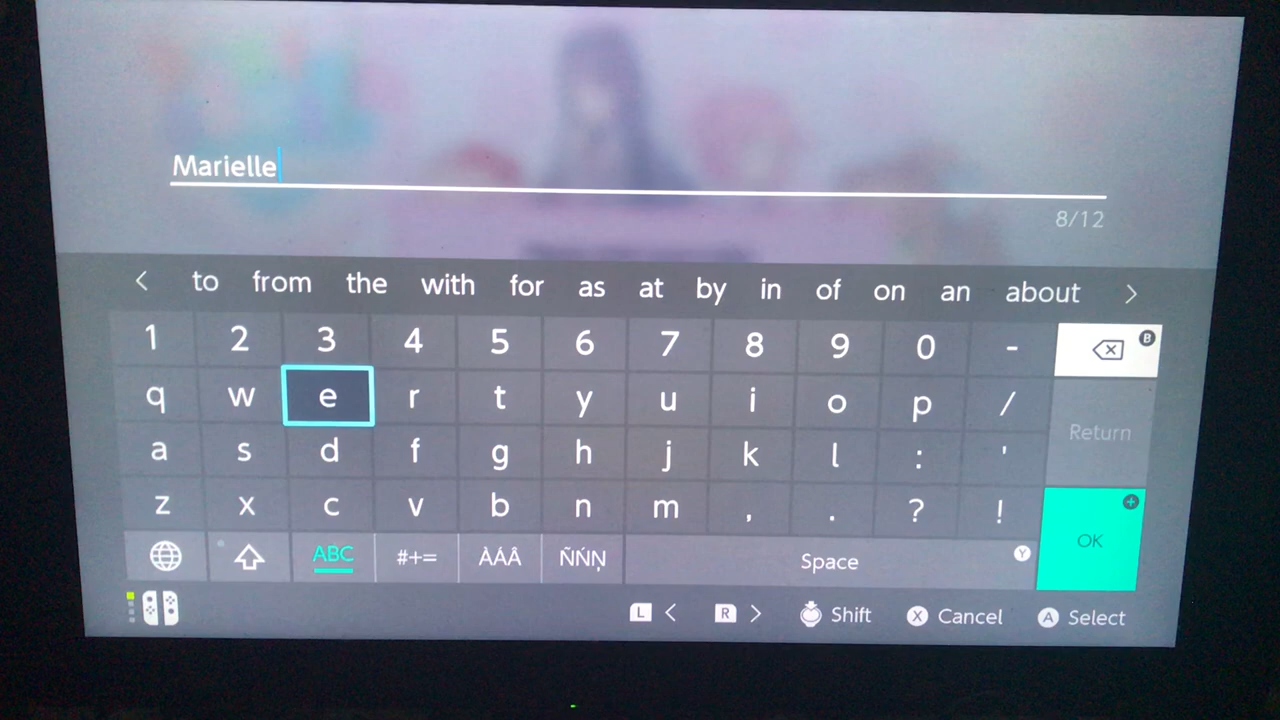 Marielle
8/12
< to from the with for as at by in of on an about >
1 2 3 4 5 6 7 8 9 0 - B
q w e r t y u i o p / Return
a s d f g h j k l : '
z x c v b n m , . ? ! + OK
ABC #+= ÀÁÂ ÑŃṆ Space Y
L < R > Shift X Cancel A Select